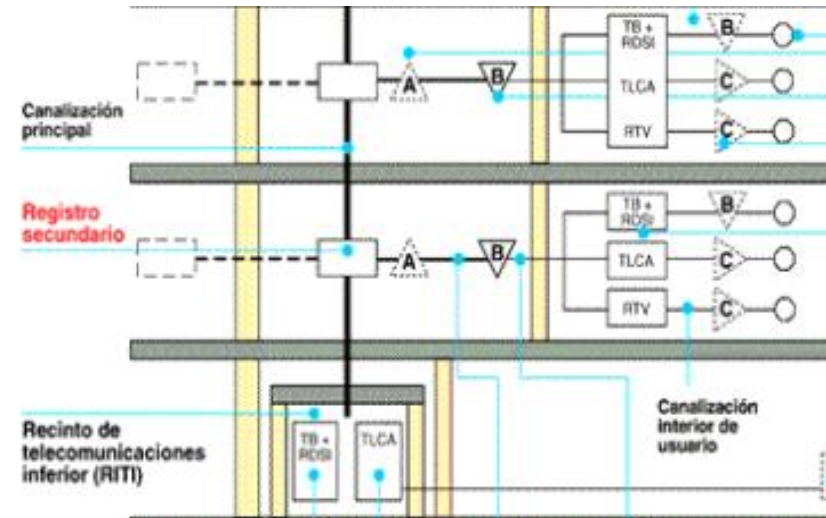 TB +
RDSI
B
A
B
TLCA
C
Canalización
principal
RTV
C
Registro
secundario
TB +
RDSI
B
A
B
TLCA
C
RTV
C
Canalización
interior de
usuario
Recinto de
telecomunicaciones
inferior (RITI)
TB +
RDSI
TLCA